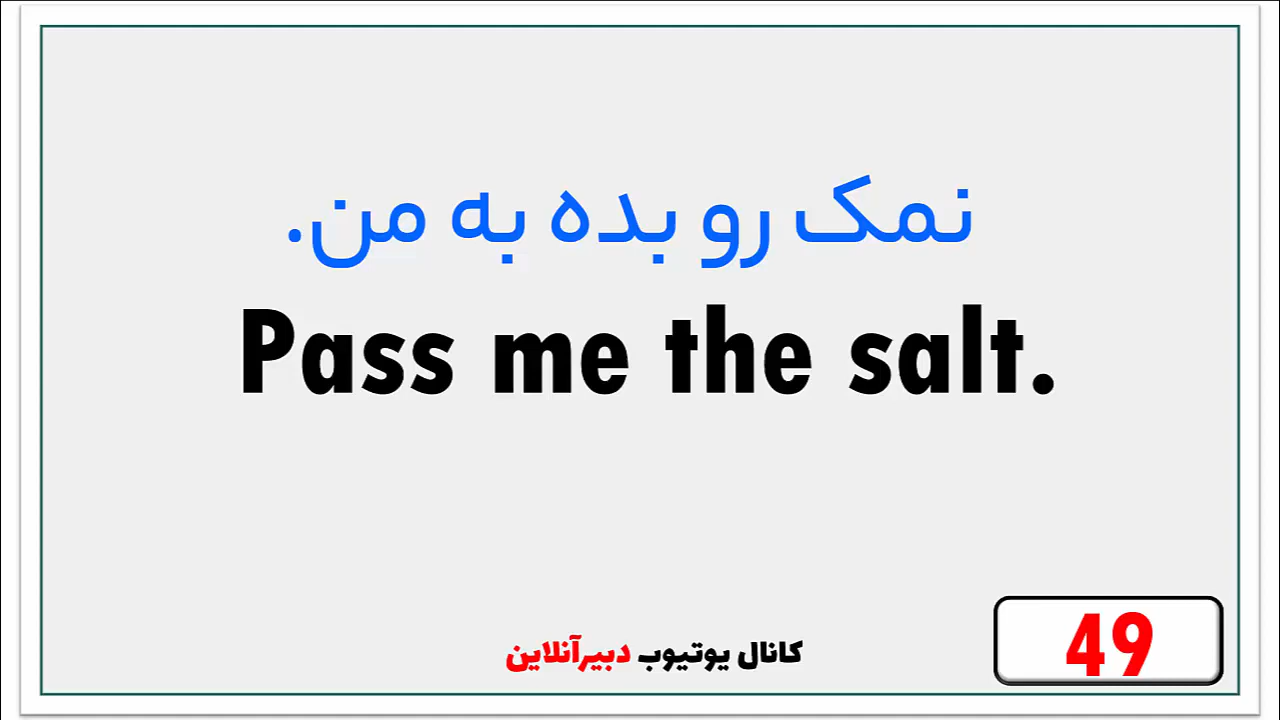 نمک رو بده به من.
Pass me the salt.
کانال یوتیوب دبیرآنلاین
49